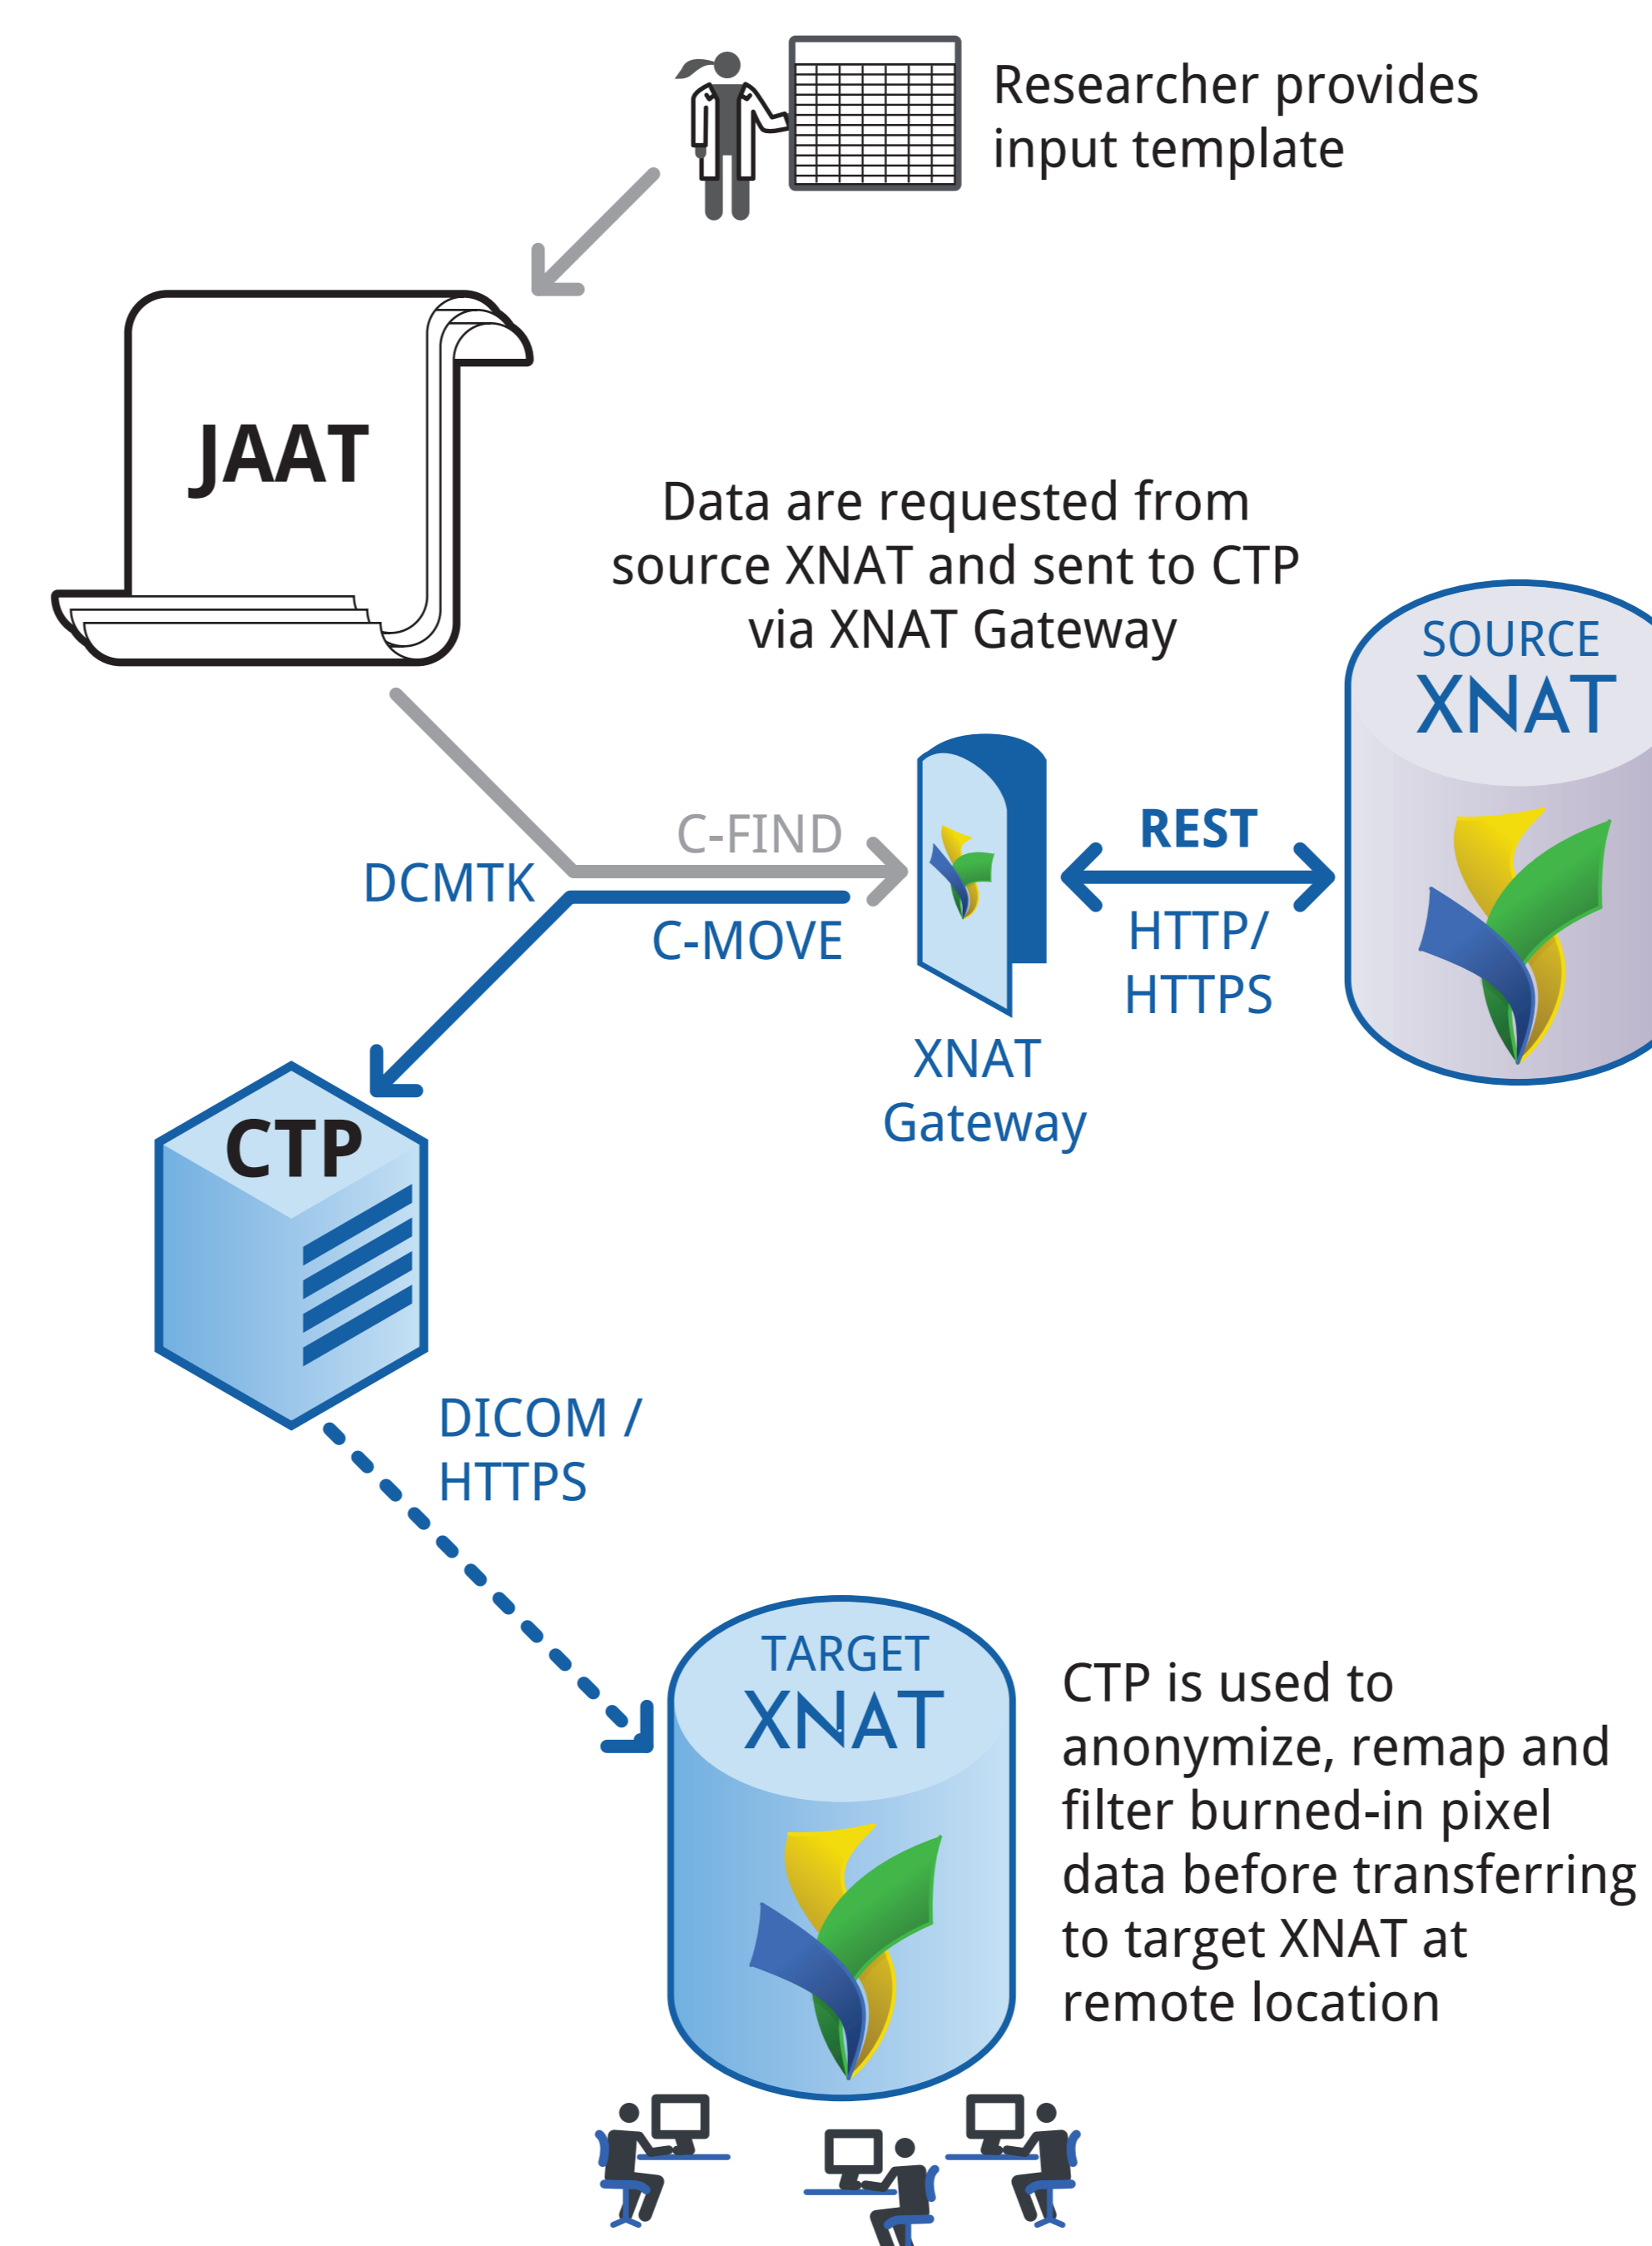 Researcher provides
input template
JAAT
Data are requested from
source XNAT and sent to CTP
via XNAT Gateway
SOURCE
XNAT
C-FIND
REST
DCMTK
C-MOVE
HTTP/
HTTPS
XNAT
Gateway
CTP
DICOM /
HTTPS
TARGET
XNAT
CTP is used to
anonymize, remap and
filter burned-in pixel
data before transferring
to target XNAT at
remote location